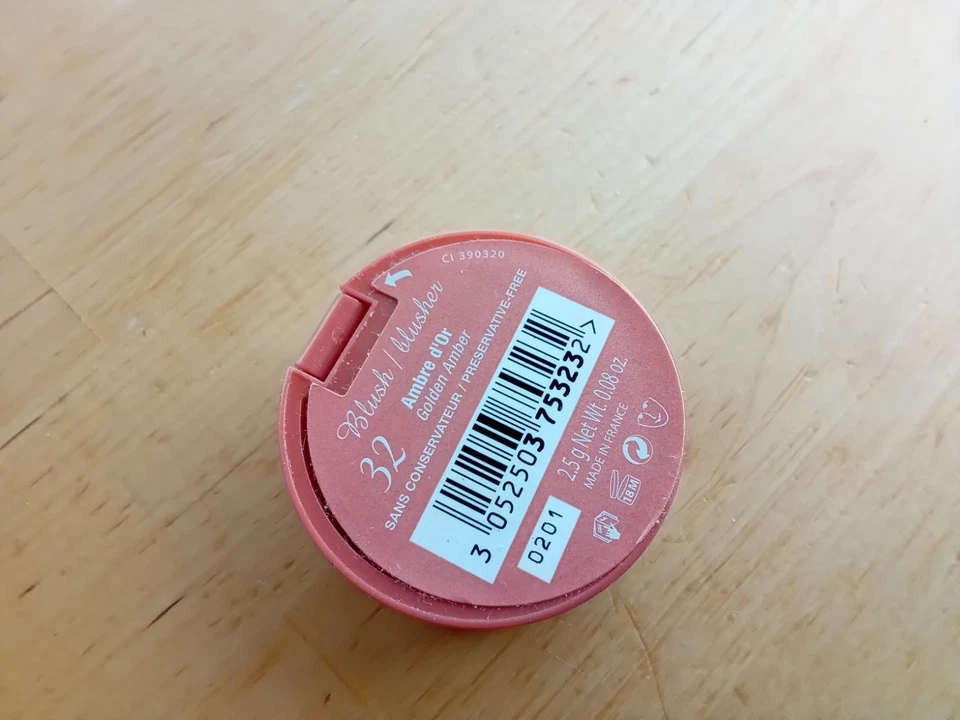 CI 390320
Blush / blusher
32
Ambre d'Or
Golden Amber
SANS CONSERVATEUR / PRESERVATIVE-FREE
3 052503 753232 >
0201
2.5 g Net Wt. 0.08 oz.
MADE IN FRANCE
18M